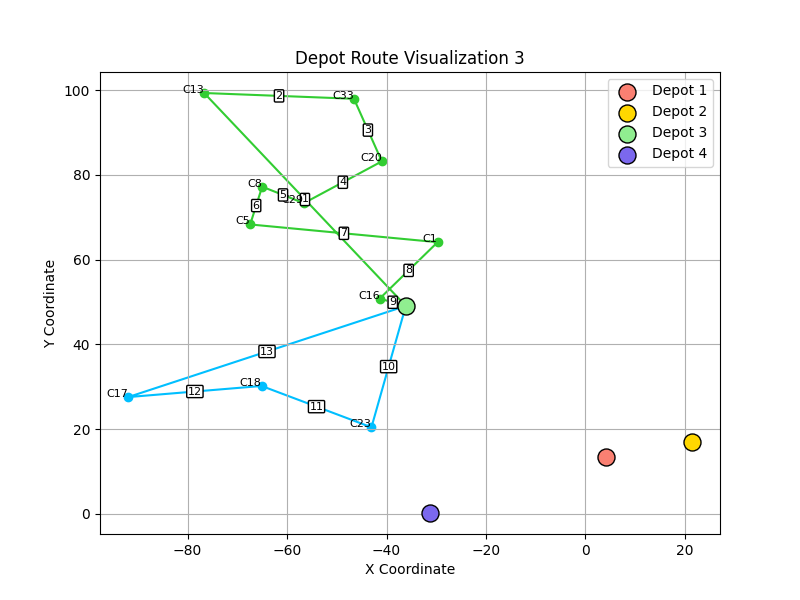 Depot Route Visualization 3
Depot 1
Depot 2
Depot 3
Depot 4
100
80
60
40
20
0
−80
−60
−40
−20
0
20
X Coordinate
Y Coordinate
C13
2
C33
3
C20
4
C8
5
C29
1
6
C5
7
C1
8
C16
9
13
10
C17
12
C18
11
C23